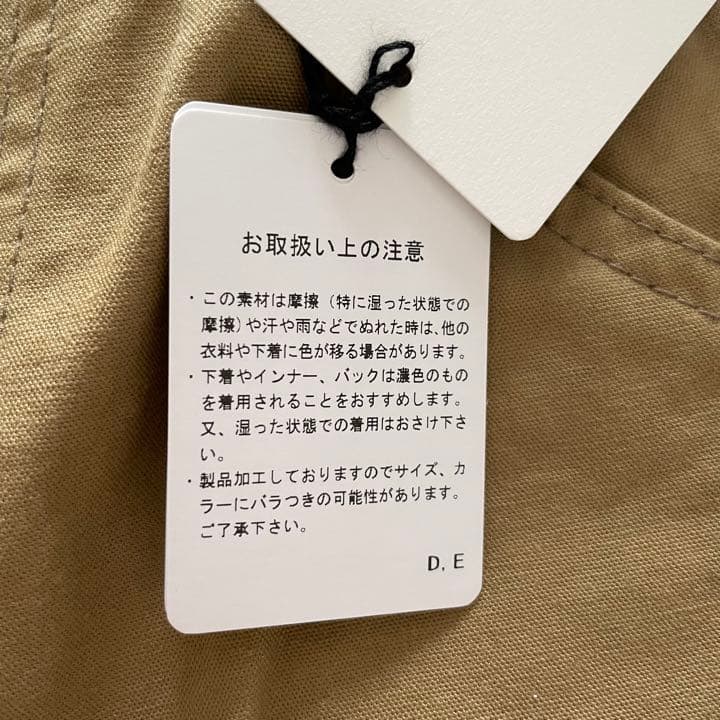 お取扱い上の注意
・この素材は摩擦（特に湿った状態での
摩擦）や汗や雨などでぬれた時は、他の
衣料や下着に色が移る場合があります。
・下着やインナー、バックは濃色のもの
を着用されることをおすすめします。
又、湿った状態での着用はおさけ下さ
い。
・製品加工しておりますのでサイズ、カ
ラーにバラつきの可能性があります。
ご了承下さい。
D, E